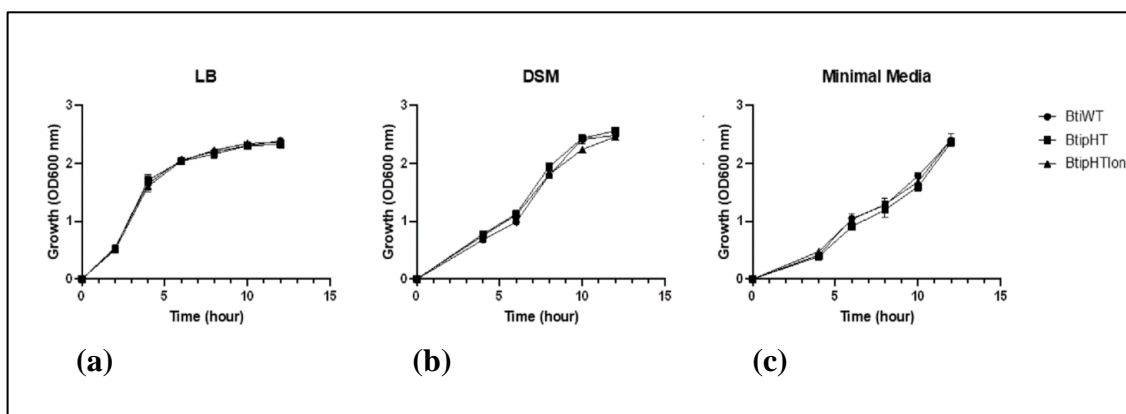 LB
DSM
Minimal Media
Growth (OD600 nm)
3
2
1
0
0 5 10 15
Time (hour)
Growth (OD600 nm)
3
2
1
0
0 5 10 15
Time (hour)
Growth (OD600 nm)
3
2
1
0
0 5 10 15
Time (hour)
BtiWT
BtipHT
BtipHTlon
(a)
(b)
(c)